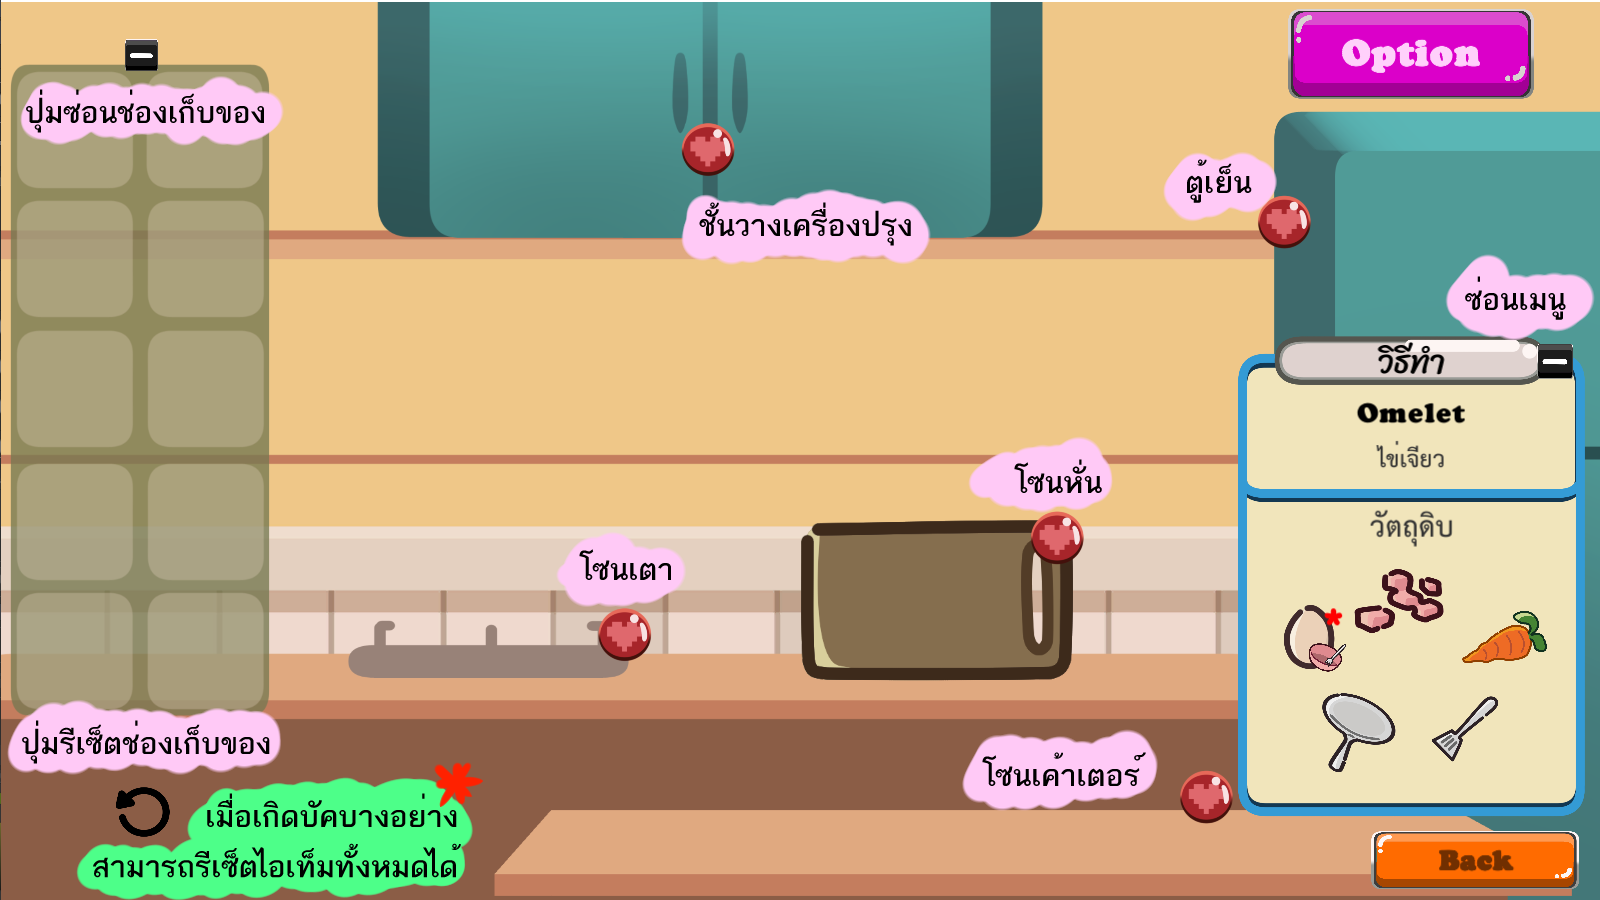 Option
ปุ่มซ่อนช่องเก็บของ
ตู้เย็น
ชั้นวางเครื่องปรุง
ซ่อนเมนู
วิธีทำ
Omelet
ไข่เจียว
โซนหั่น
วัตถุดิบ
โซนเตา
ปุ่มรีเซ็ตช่องเก็บของ
โซนเค้าเตอร์
เมื่อเกิดบัคบางอย่าง
สามารถรีเซ็ตไอเท็มทั้งหมดได้
Back